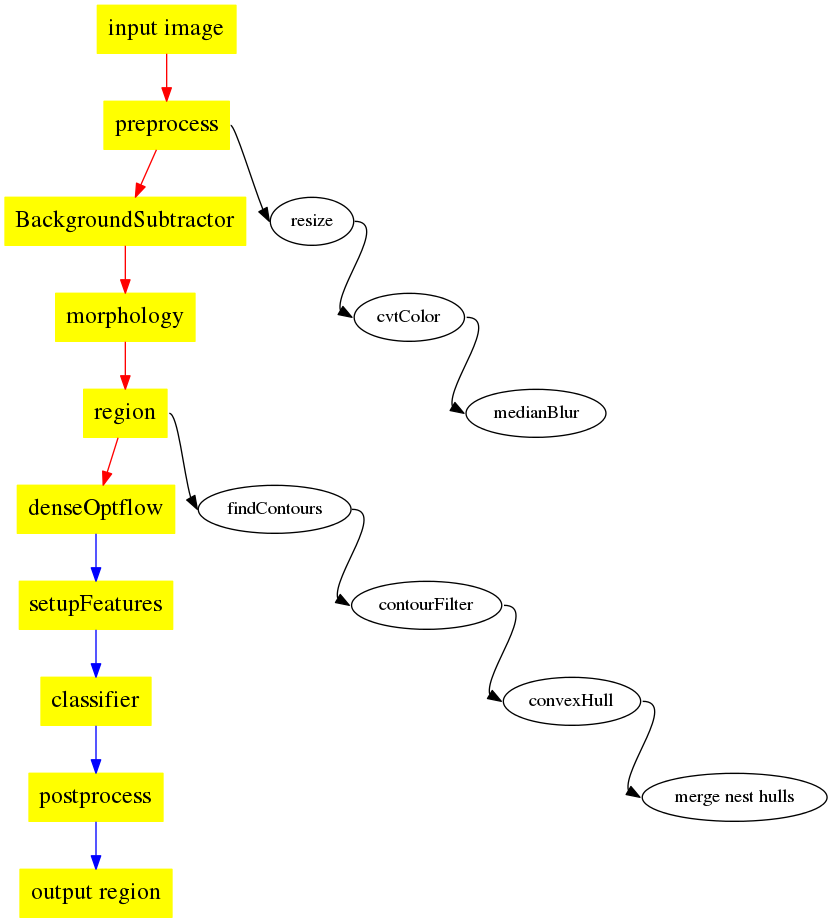 input image
preprocess
BackgroundSubtractor
resize
morphology
cvtColor
region
medianBlur
denseOptflow
findContours
setupFeatures
contourFilter
classifier
convexHull
postprocess
merge nest hulls
output region